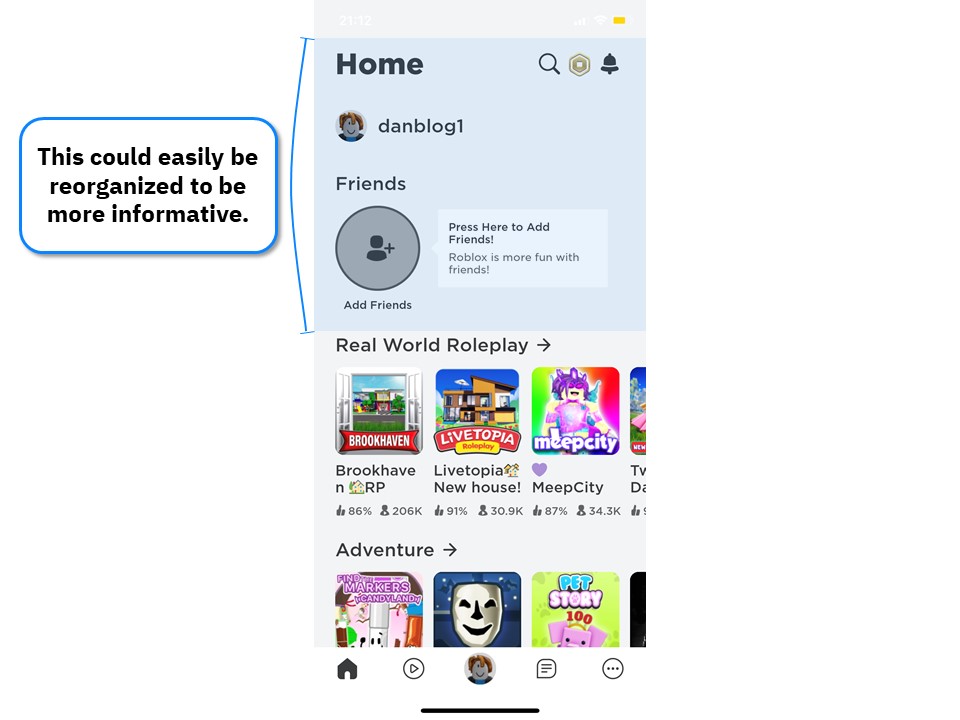 21:12
Home
This could easily be
reorganized to be
more informative.
danblog1
Friends
Press Here to Add
Friends!
Roblox is more fun with
friends!
Add Friends
Real World Roleplay →
BROOKHAVEN
LIVETOPIA
Roleplay
meepcity
NEW
Brookhave
n 🏡RP
Livetopia🏘️
New house!
💜
MeepCity
Tw
Da
86% 206K
91% 30.9K
87% 34.3K
9
Adventure →
FIND THE
MARKERS
CANDYLAND
PET
STORY
100